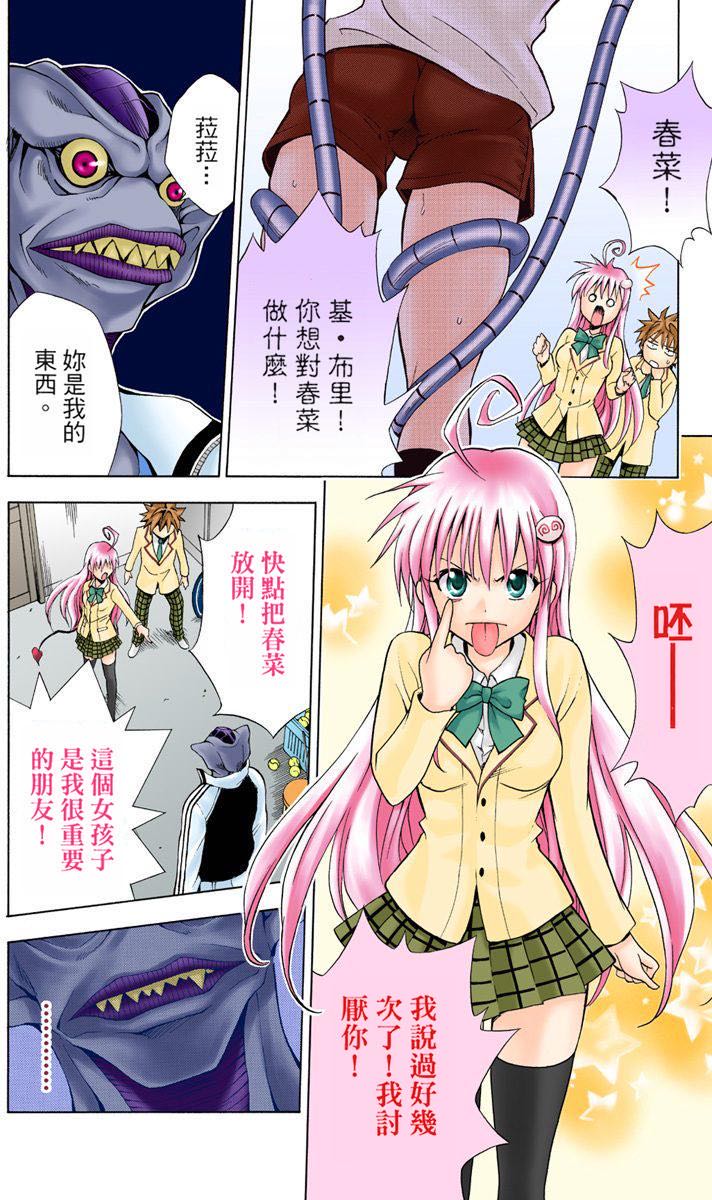 春菜！
基・布里！
你想對春菜
做什麼！
菈菈…
妳是我的
東西。
呸——
我說過好幾
次了！我討
厭你！
快點把春菜
放開！
這個女孩子
是我很重要
的朋友！
…………